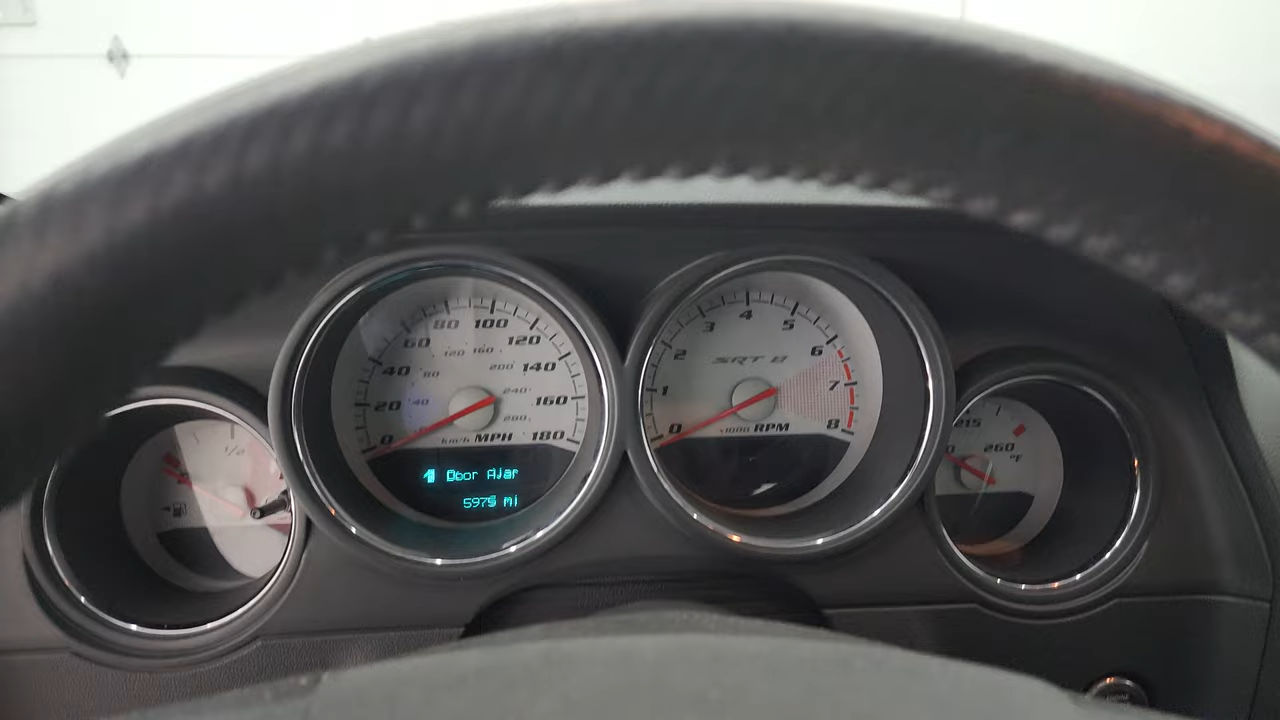 80 100
60 120
120 160
40 80 200 140
20 40 240 160
280
0 km/h MPH 180
Door Ajar
5975 mi
4
3 5
2 SRT 8 6
1 7
0 x1000 RPM 8
1/2
215
260
°F